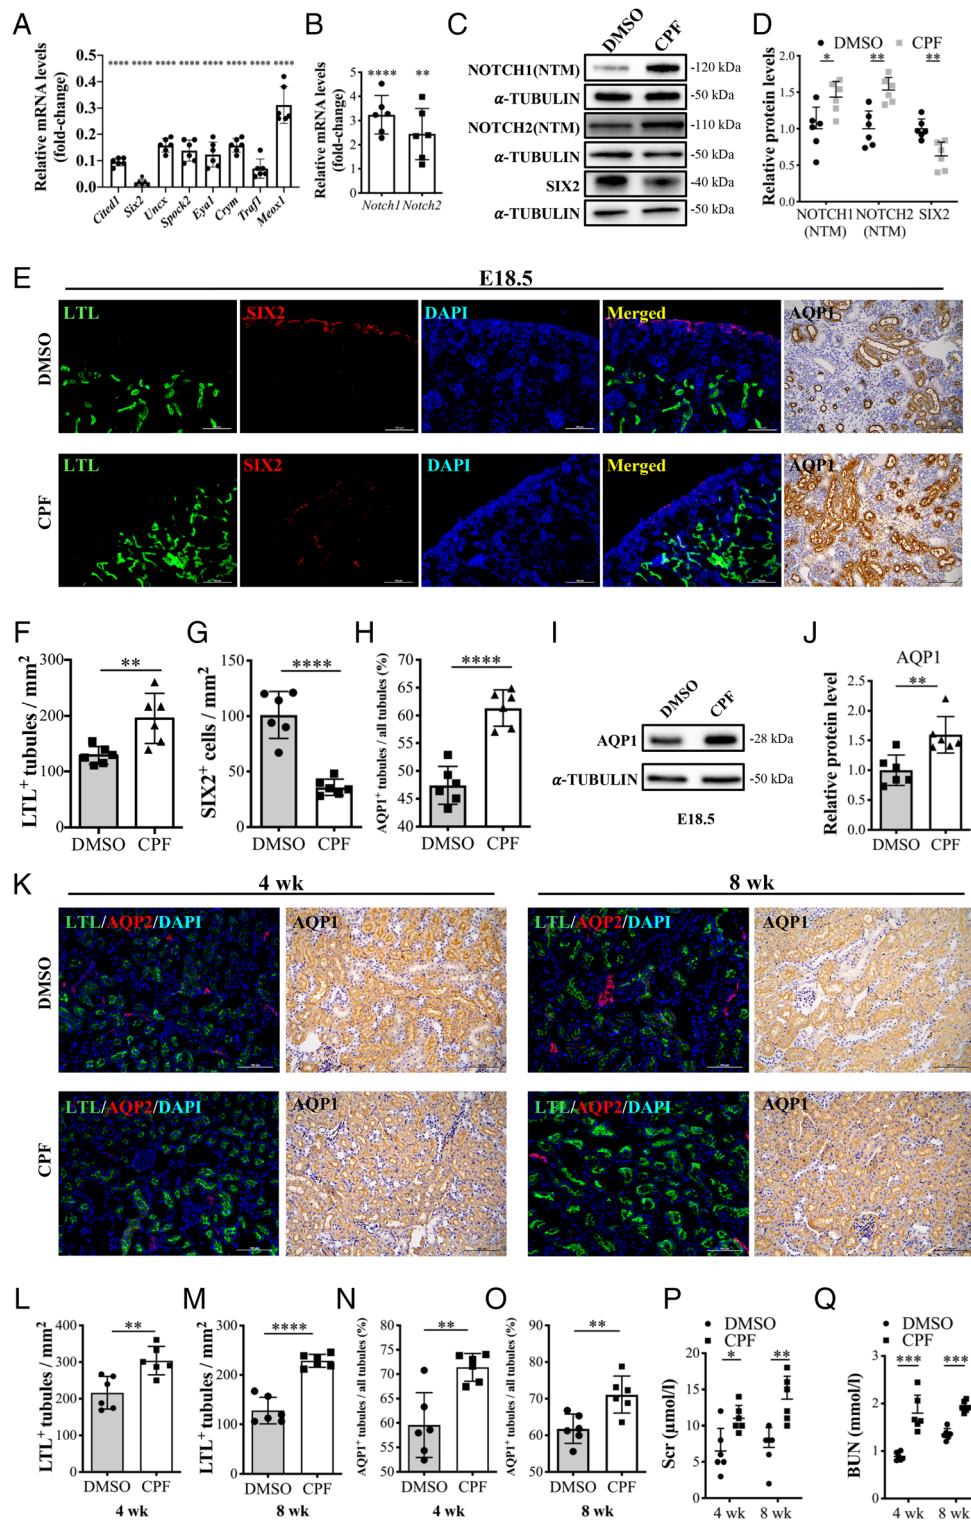 A
Relative mRNA levels
(fold-change)
0.5
0.4
0.3
0.2
0.1
0.0
**** **** **** **** **** **** **** ****
Cited1
Six2
Uncx
Spock2
Eya1
Crym
Traf1
Meox1
B
Relative mRNA levels
(fold-change)
5
4
3
2
1
0
**** **
Notch1 Notch2
C
DMSO CPF
NOTCH1(NTM) -120 kDa
α-TUBULIN -50 kDa
NOTCH2(NTM) -110 kDa
α-TUBULIN -50 kDa
SIX2 -40 kDa
α-TUBULIN -50 kDa
D
DMSO CPF
Relative protein levels
2.0
1.5
1.0
0.5
0.0
* ** **
NOTCH1 NOTCH2 SIX2
(NTM) (NTM)
E
E18.5
DMSO
LTL SIX2 DAPI Merged AQP1
CPF
LTL SIX2 DAPI Merged AQP1
F
LTL+ tubules / mm2
300
200
100
0
**
DMSO CPF
G
SIX2+ cells / mm2
150
100
50
0
****
DMSO CPF
H
AQP1+ tubules / all tubules (%)
70
65
60
55
50
45
40
****
DMSO CPF
I
DMSO CPF
AQP1 -28 kDa
α-TUBULIN -50 kDa
E18.5
J
AQP1
Relative protein level
2.5
2.0
1.5
1.0
0.5
0.0
**
DMSO CPF
K
4 wk 8 wk
DMSO
LTL/AQP2/DAPI AQP1 LTL/AQP2/DAPI AQP1
CPF
LTL/AQP2/DAPI AQP1 LTL/AQP2/DAPI AQP1
L
LTL+ tubules / mm2
400
300
200
100
0
**
DMSO CPF
4 wk
M
LTL+ tubules / mm2
300
200
100
0
****
DMSO CPF
8 wk
N
AQP1+ tubules / all tubules (%)
80
75
70
65
60
55
50
**
DMSO CPF
4 wk
O
AQP1+ tubules / all tubules (%)
90
80
70
60
50
**
DMSO CPF
8 wk
P
DMSO
CPF
Scr (μmol/l)
20
15
10
5
0
* **
4 wk 8 wk
Q
DMSO
CPF
BUN (mmol/l)
3
2
1
0
*** ***
4 wk 8 wk